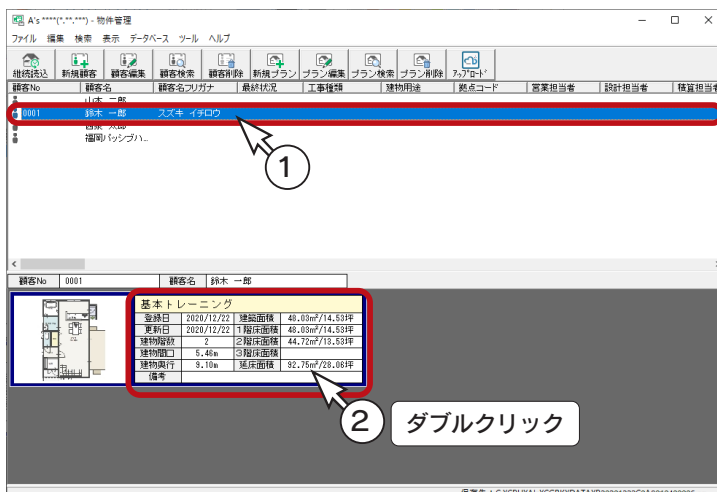 A's ****(*.**.***) - 物件管理
ファイル 編集 検索 表示 データベース ツール ヘルプ
継続読込 新規顧客 顧客編集 顧客検索 顧客削除 新規プラン プラン編集 プラン検索 プラン削除 ｱｯﾌﾟﾛｰﾄﾞ
顧客No 顧客名 顧客名フリガナ 最終状況 工事種類 建物用途 拠点コード 営業担当者 設計担当者 積算担当者
山本 二郎
0001 鈴木 一郎 スズキ イチロウ
福岡パッシブハ...
1
顧客No 0001 顧客名 鈴木 一郎
基本トレーニング
登録日 2020/12/22 建築面積 48.03m²/14.53坪
更新日 2020/12/22 1階床面積 48.03m²/14.53坪
建物階数 2 2階床面積 44.72m²/13.53坪
建物間口 5.46m 3階床面積
建物奥行 9.10m 延床面積 92.75m²/28.06坪
備考
2 ダブルクリック